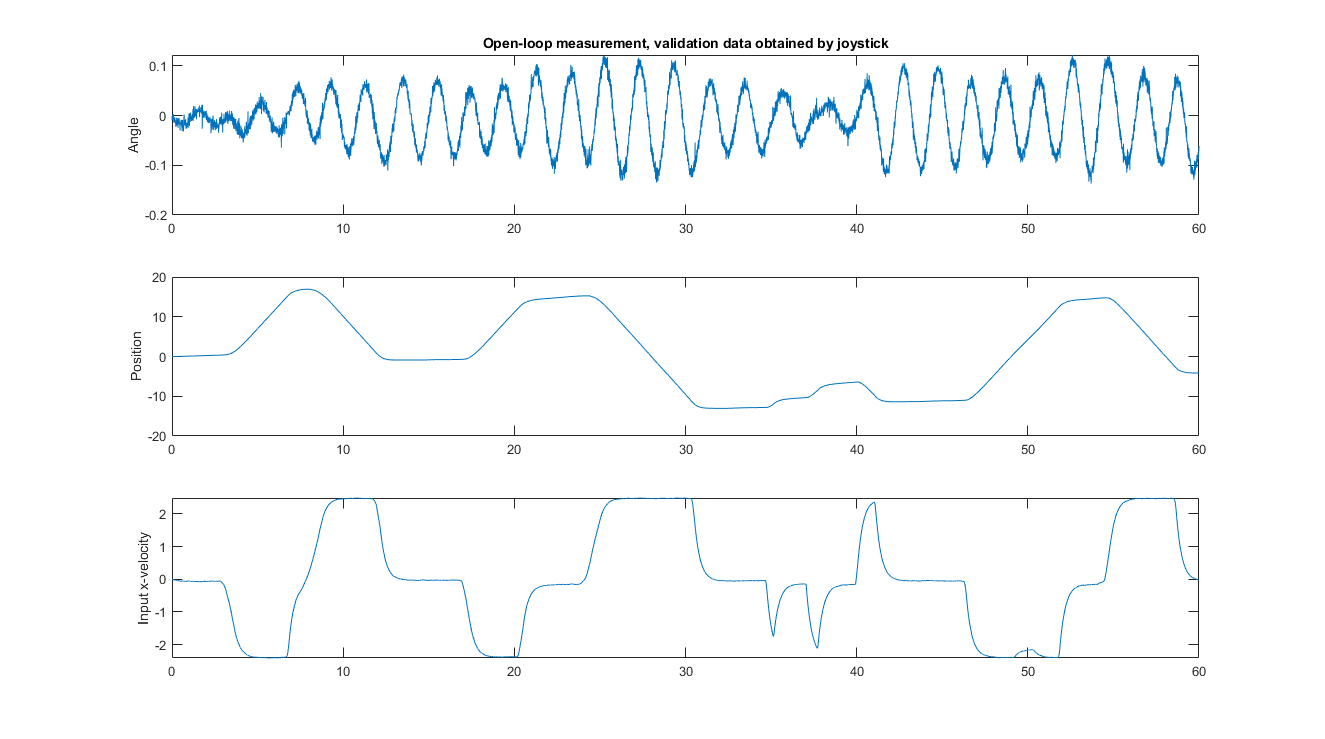 Open-loop measurement, validation data obtained by joystick
Angle
0.1
0
-0.1
-0.2
0 10 20 30 40 50 60
Position
20
10
0
-10
-20
0 10 20 30 40 50 60
Input x-velocity
2
1
0
-1
-2
0 10 20 30 40 50 60